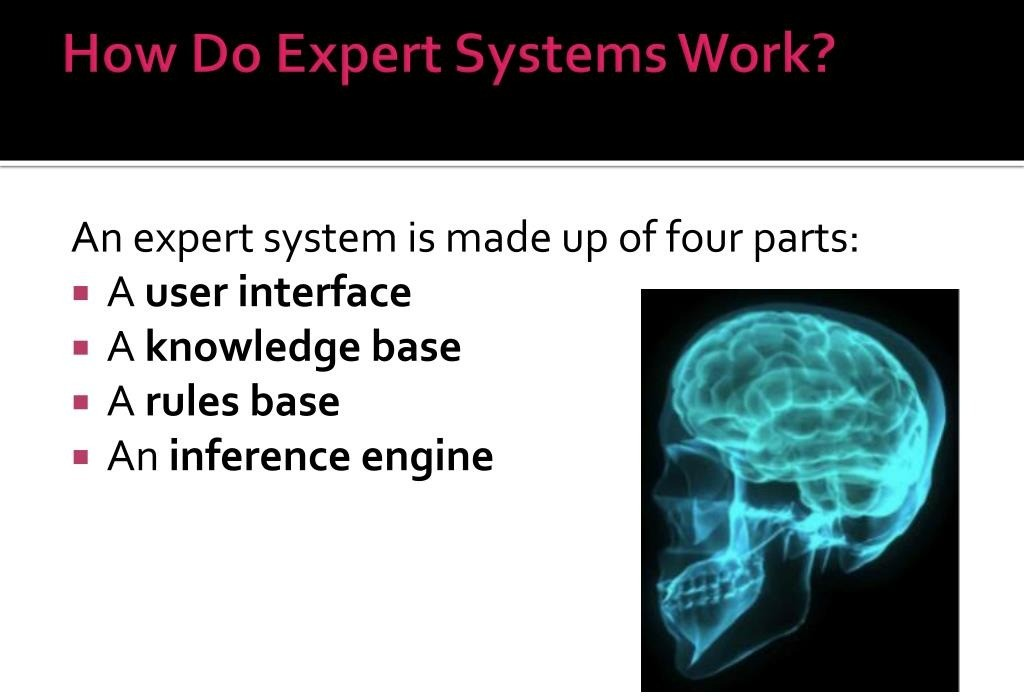 How Do Expert Systems Work?
An expert system is made up of four parts:
A user interface
A knowledge base
A rules base
An inference engine